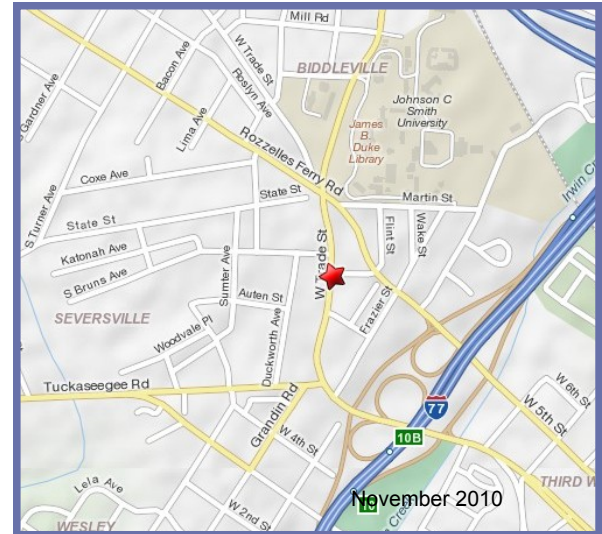 Mill Rd
W Trade St
Bacon Ave
Roslyn Ave
BIDDLEVILLE
S Gardner Ave
Lima Ave
Johnson C
Smith
University
James
B.
Duke
Library
Rozzelles Ferry Rd
Coxe Ave
State St
Martin St
Irwin Cr
S Turner Ave
State St
Flint St
Wake St
Katonah Ave
Sumter Ave
W Trade St
S Bruns Ave
Auten St
Frazier St
SEVERSVILLE
Woodvale Pl
Duckworth Ave
Tuckaseegee Rd
Grandin Rd
77
W 6th St
W 5th St
10B
W 4th St
Lela Ave
THIRD W
November 2010
W 2nd St
WESLEY